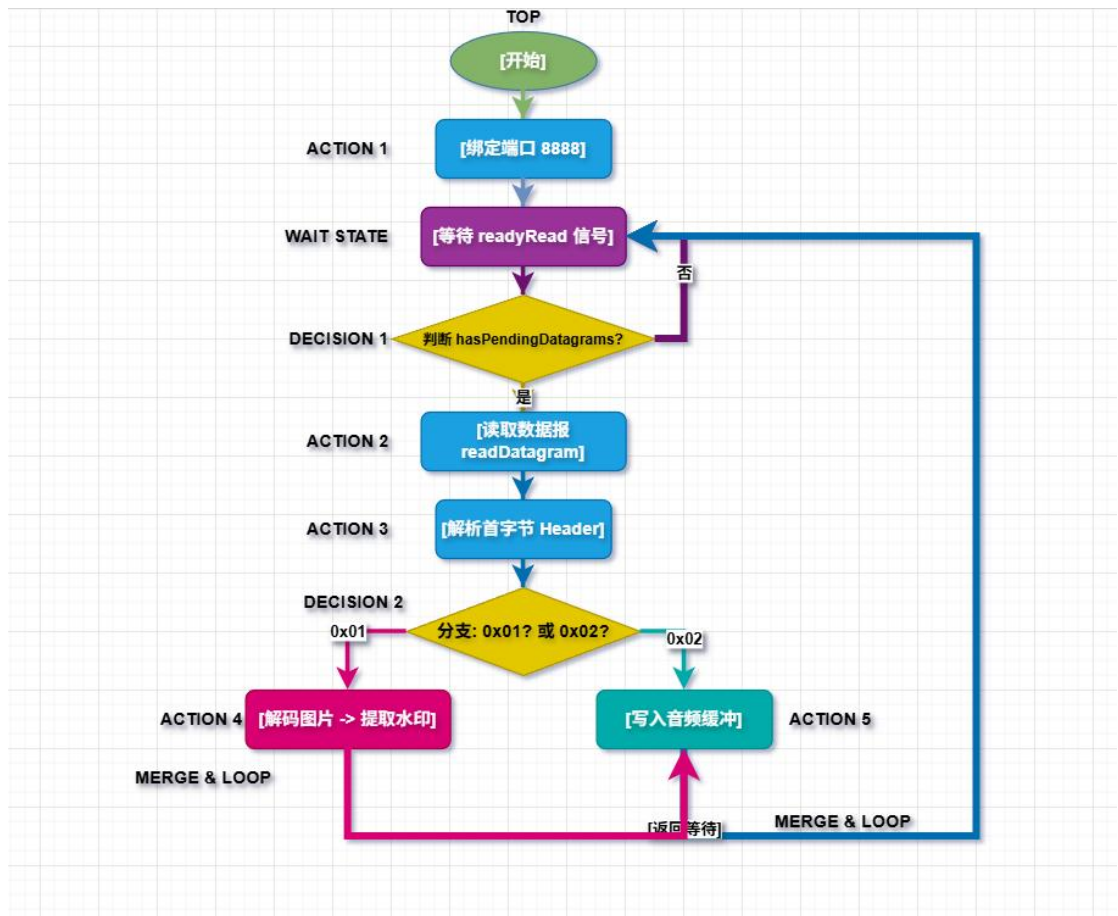 TOP
[开始]
ACTION 1
[绑定端口 8888]
WAIT STATE
[等待 readyRead 信号]
否
DECISION 1
判断 hasPendingDatagrams?
是
ACTION 2
[读取数据报
readDatagram]
ACTION 3
[解析首字节 Header]
DECISION 2
0x01
分支: 0x01? 或 0x02?
0x02
ACTION 4
[解码图片 -> 提取水印]
[写入音频缓冲]
ACTION 5
MERGE & LOOP
[返回等待]
MERGE & LOOP